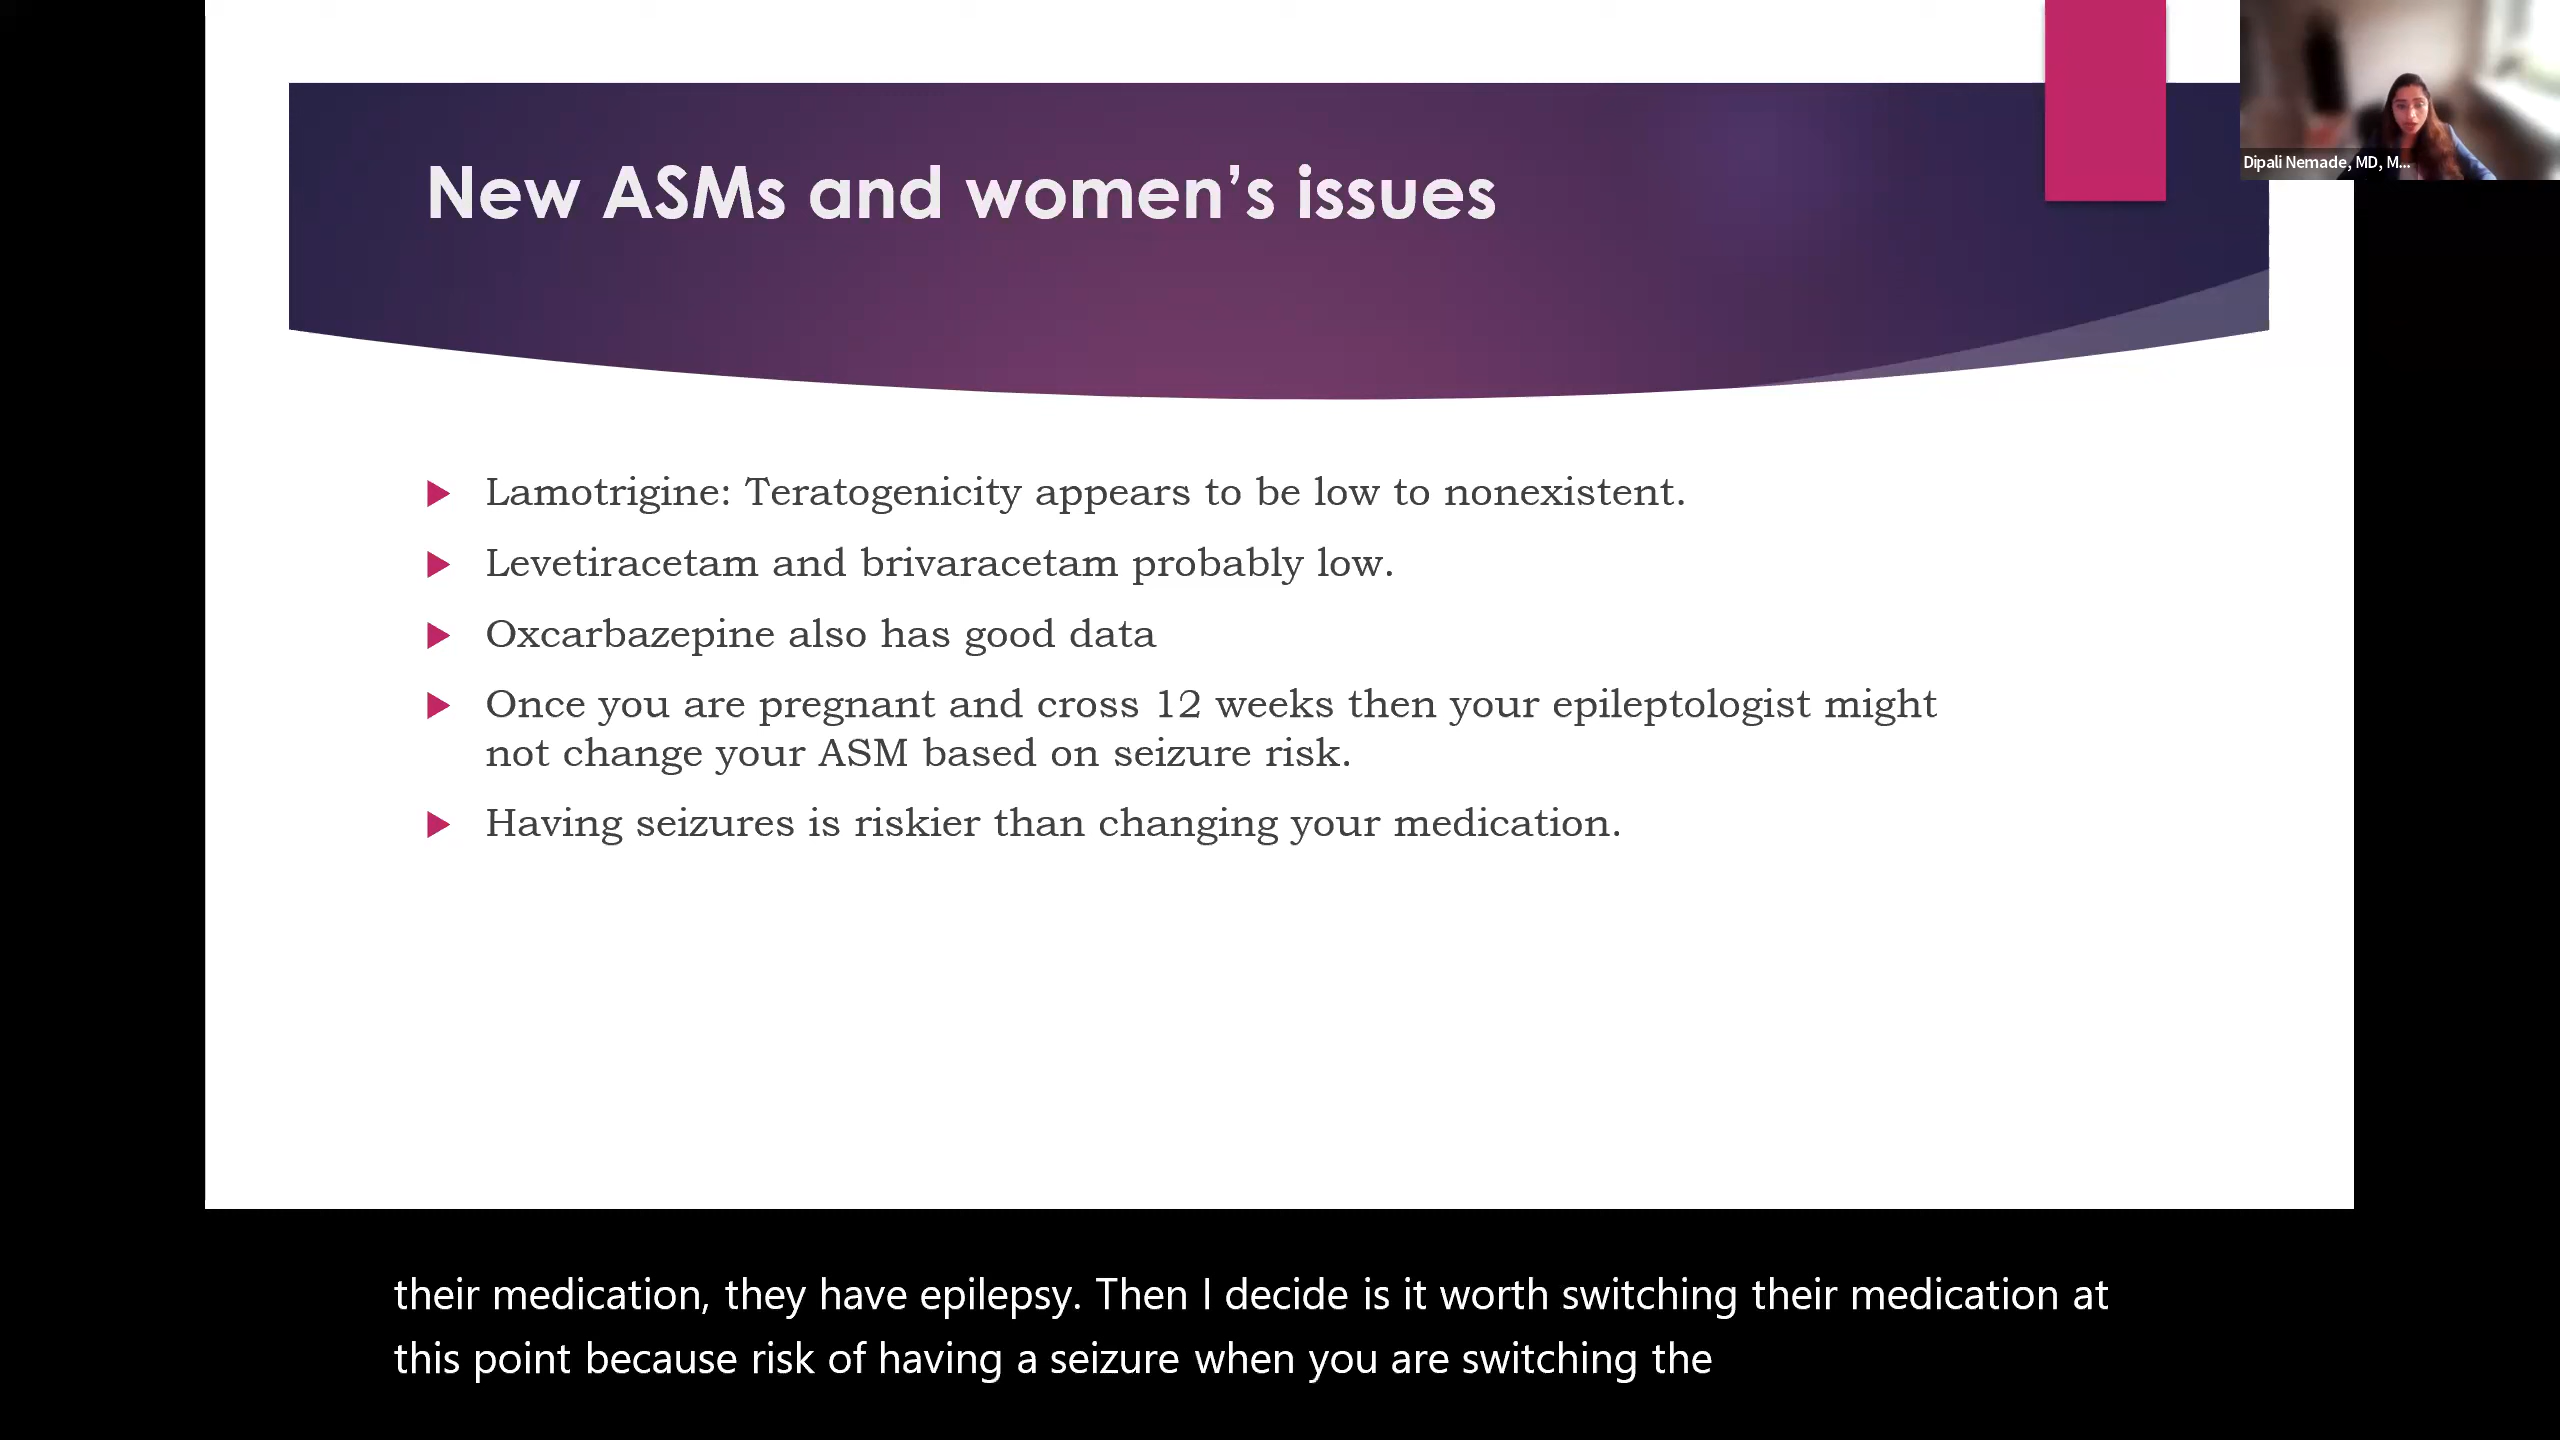 New ASMs and women’s issues
Dipali Nemade, MD, M...
Lamotrigine: Teratogenicity appears to be low to nonexistent.
Levetiracetam and brivaracetam probably low.
Oxcarbazepine also has good data
Once you are pregnant and cross 12 weeks then your epileptologist might
not change your ASM based on seizure risk.
Having seizures is riskier than changing your medication.
their medication, they have epilepsy. Then I decide is it worth switching their medication at
this point because risk of having a seizure when you are switching the